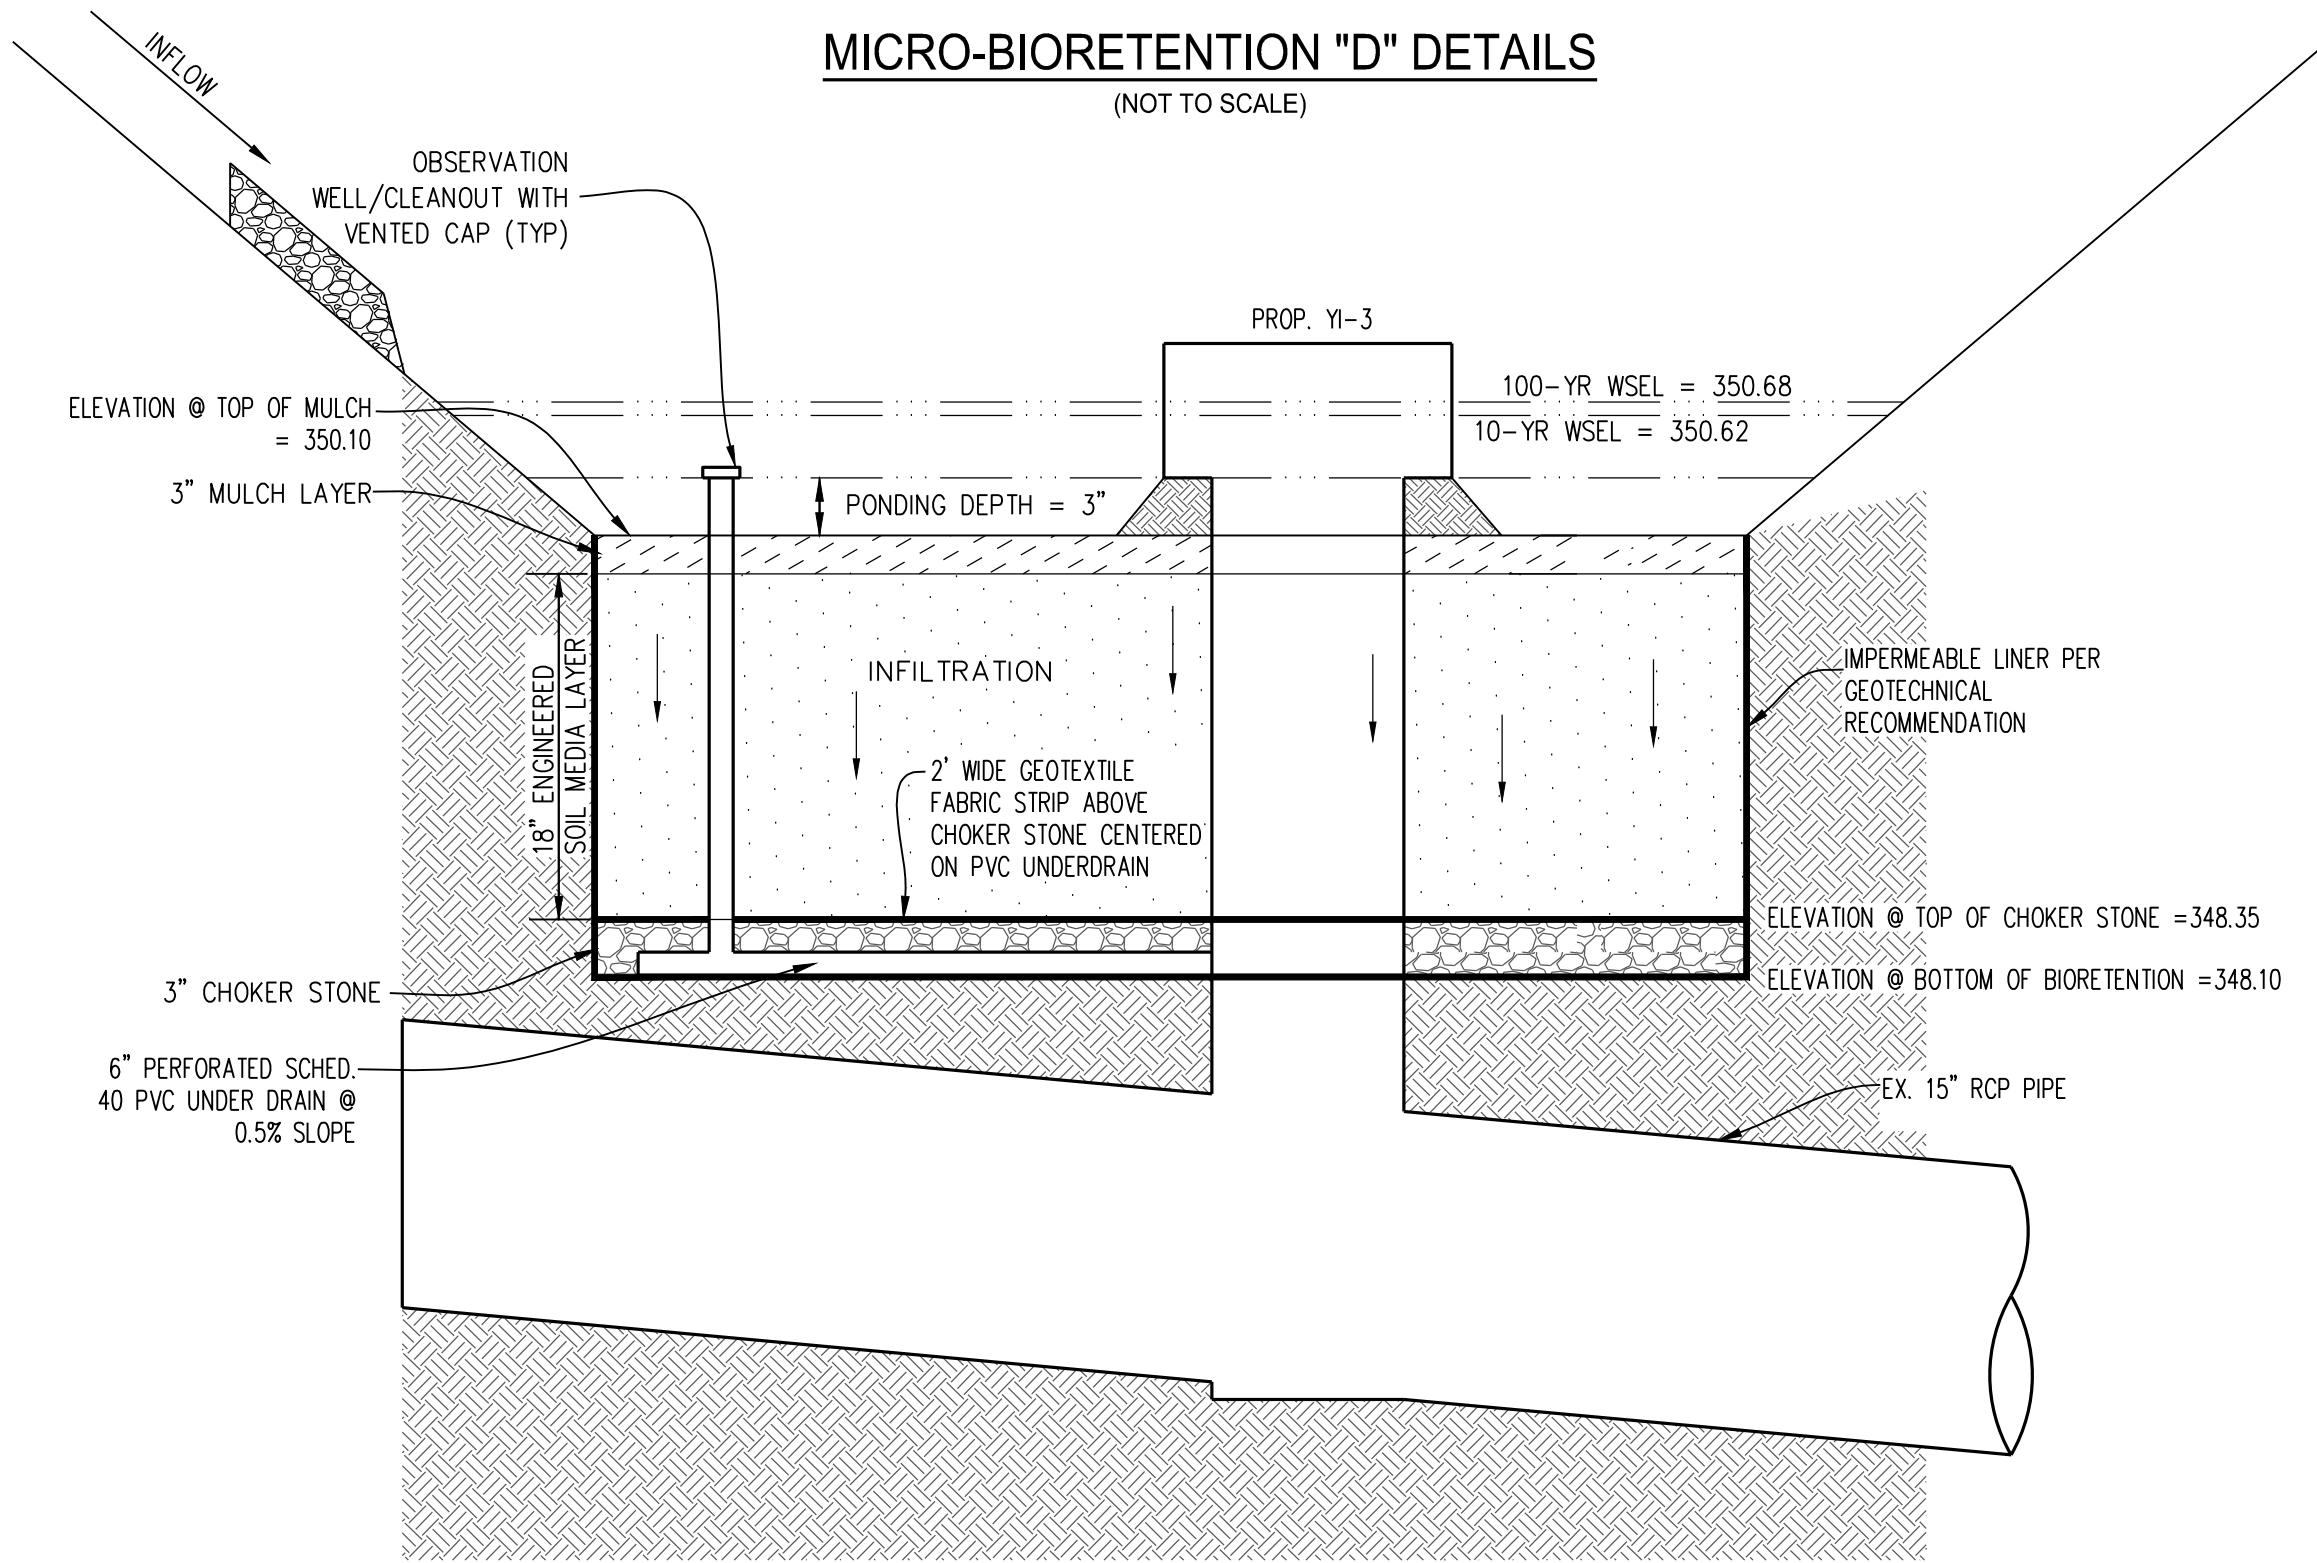 MICRO-BIORETENTION "D" DETAILS
(NOT TO SCALE)
INFLOW
OBSERVATION
WELL/CLEANOUT WITH
VENTED CAP (TYP)
PROP. YI-3
100-YR WSEL = 350.68
10-YR WSEL = 350.62
ELEVATION @ TOP OF MULCH
= 350.10
3" MULCH LAYER
PONDING DEPTH = 3"
18" ENGINEERED
SOIL MEDIA LAYER
INFILTRATION
IMPERMEABLE LINER PER
GEOTECHNICAL
RECOMMENDATION
2' WIDE GEOTEXTILE
FABRIC STRIP ABOVE
CHOKER STONE CENTERED
ON PVC UNDERDRAIN
ELEVATION @ TOP OF CHOKER STONE =348.35
ELEVATION @ BOTTOM OF BIORETENTION =348.10
3" CHOKER STONE
6" PERFORATED SCHED.
40 PVC UNDER DRAIN @
0.5% SLOPE
EX. 15" RCP PIPE